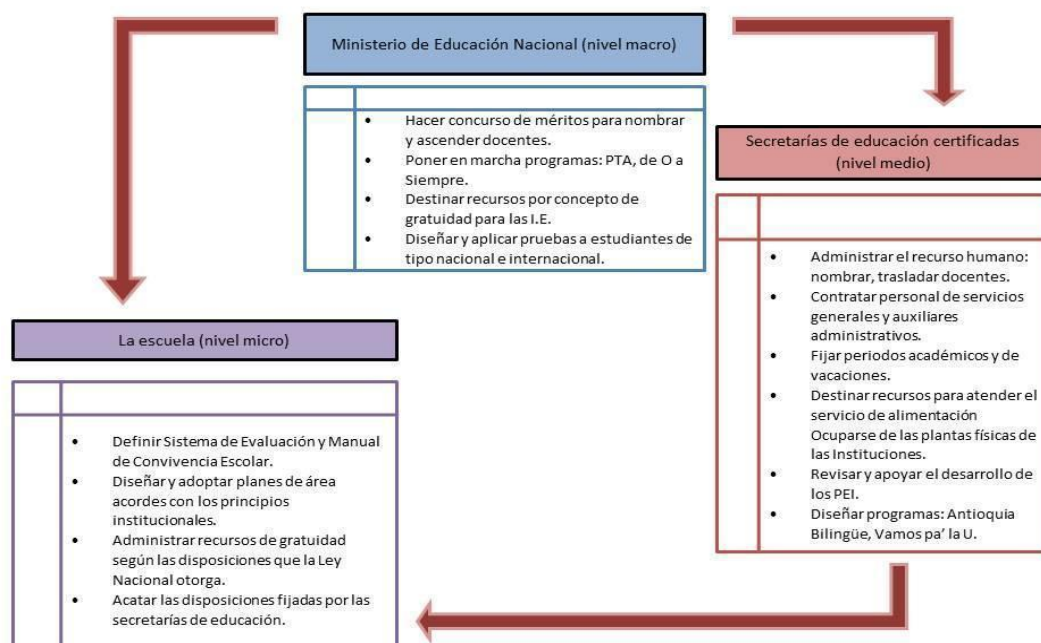 Ministerio de Educación Nacional (nivel macro)
Hacer concurso de méritos para nombrar
y ascender docentes.
Poner en marcha programas: PTA, de O a
Siempre.
Destinar recursos por concepto de
gratuidad para las I.E.
Diseñar y aplicar pruebas a estudiantes de
tipo nacional e internacional.
Secretarías de educación certificadas
(nivel medio)
Administrar el recurso humano:
nombrar, trasladar docentes.
Contratar personal de servicios
generales y auxiliares
administrativos.
Fijar periodos académicos y de
vacaciones.
Destinar recursos para atender el
servicio de alimentación
Ocuparse de las plantas físicas de
las Instituciones.
Revisar y apoyar el desarrollo de
los PEI.
Diseñar programas: Antioquia
Bilingüe, Vamos pa’ la U.
La escuela (nivel micro)
Definir Sistema de Evaluación y Manual
de Convivencia Escolar.
Diseñar y adoptar planes de área
acordes con los principios
institucionales.
Administrar recursos de gratuidad
según las disposiciones que la Ley
Nacional otorga.
Acatar las disposiciones fijadas por las
secretarías de educación.